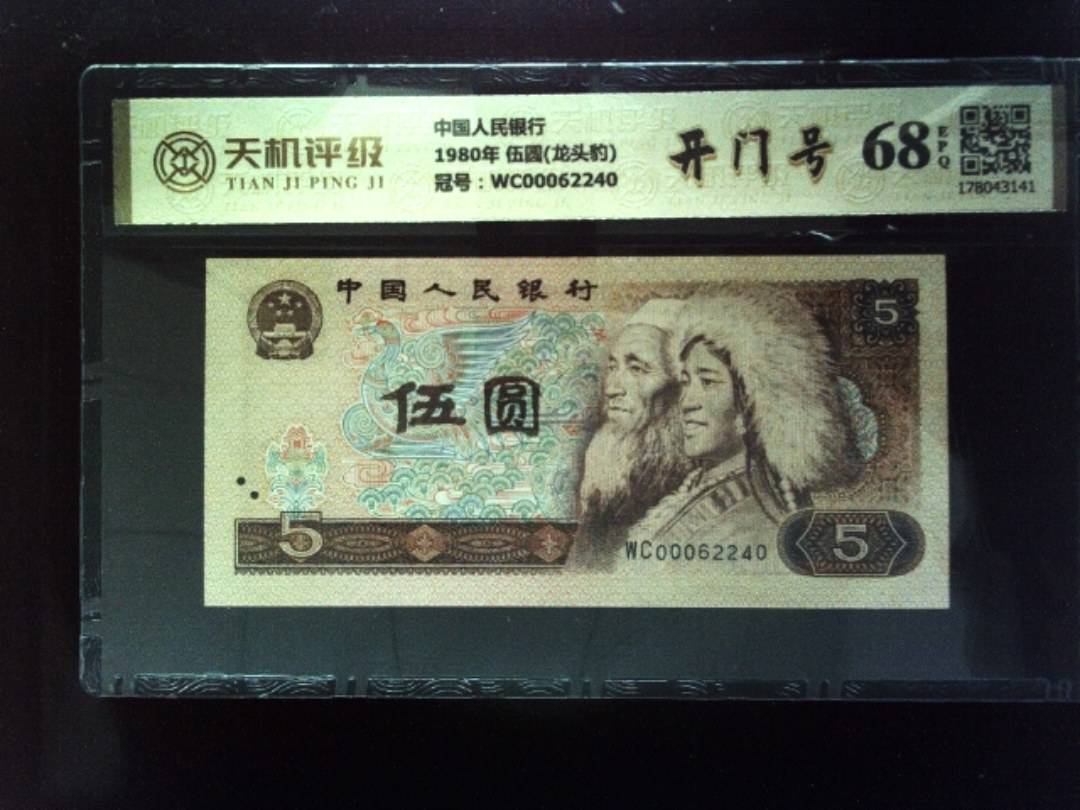 天机评级
TIAN JI PING JI
中国人民银行
1980年 伍圆(龙头豹)
冠号：WC00062240
开门号
68
EPQ
178043141
中国人民银行
5
伍圆
5
WC00062240
5